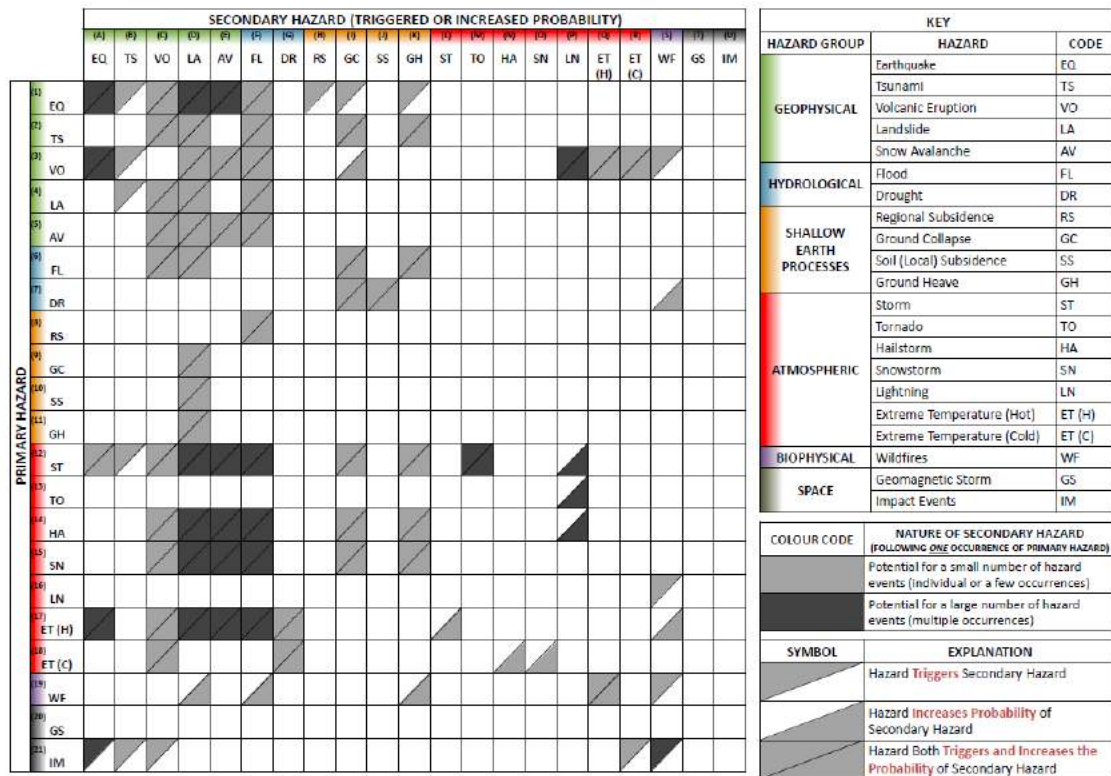 SECONDARY HAZARD (TRIGGERED OR INCREASED PROBABILITY)
(A) (B) (C) (D) (E) (F) (G) (H) (I) (J) (K) (L) (M) (N) (O) (P) (Q) (R) (S) (T) (U)
EQ TS VO LA AV FL DR RS GC SS GH ST TO HA SN LN ET (H) ET (C) WF GS IM
PRIMARY HAZARD
(1) EQ
(2) TS
(3) VO
(4) LA
(5) AV
(6) FL
(7) DR
(8) RS
(9) GC
(10) SS
(11) GH
(12) ST
(13) TO
(14) HA
(15) SN
(16) LN
(17) ET (H)
(18) ET (C)
(19) WF
(20) GS
(21) IM
KEY
HAZARD GROUP HAZARD CODE
GEOPHYSICAL
Earthquake EQ
Tsunami TS
Volcanic Eruption VO
Landslide LA
Snow Avalanche AV
HYDROLOGICAL
Flood FL
Drought DR
SHALLOW
EARTH
PROCESSES
Regional Subsidence RS
Ground Collapse GC
Soil (Local) Subsidence SS
Ground Heave GH
ATMOSPHERIC
Storm ST
Tornado TO
Hailstorm HA
Snowstorm SN
Lightning LN
Extreme Temperature (Hot) ET (H)
Extreme Temperature (Cold) ET (C)
BIOPHYSICAL Wildfires WF
SPACE
Geomagnetic Storm GS
Impact Events IM
COLOUR CODE NATURE OF SECONDARY HAZARD
(FOLLOWING ONE OCCURRENCE OF PRIMARY HAZARD)
Potential for a small number of hazard
events (individual or a few occurrences)
Potential for a large number of hazard
events (multiple occurrences)
SYMBOL EXPLANATION
Hazard Triggers Secondary Hazard
Hazard Increases Probability of
Secondary Hazard
Hazard Both Triggers and Increases the
Probability of Secondary Hazard